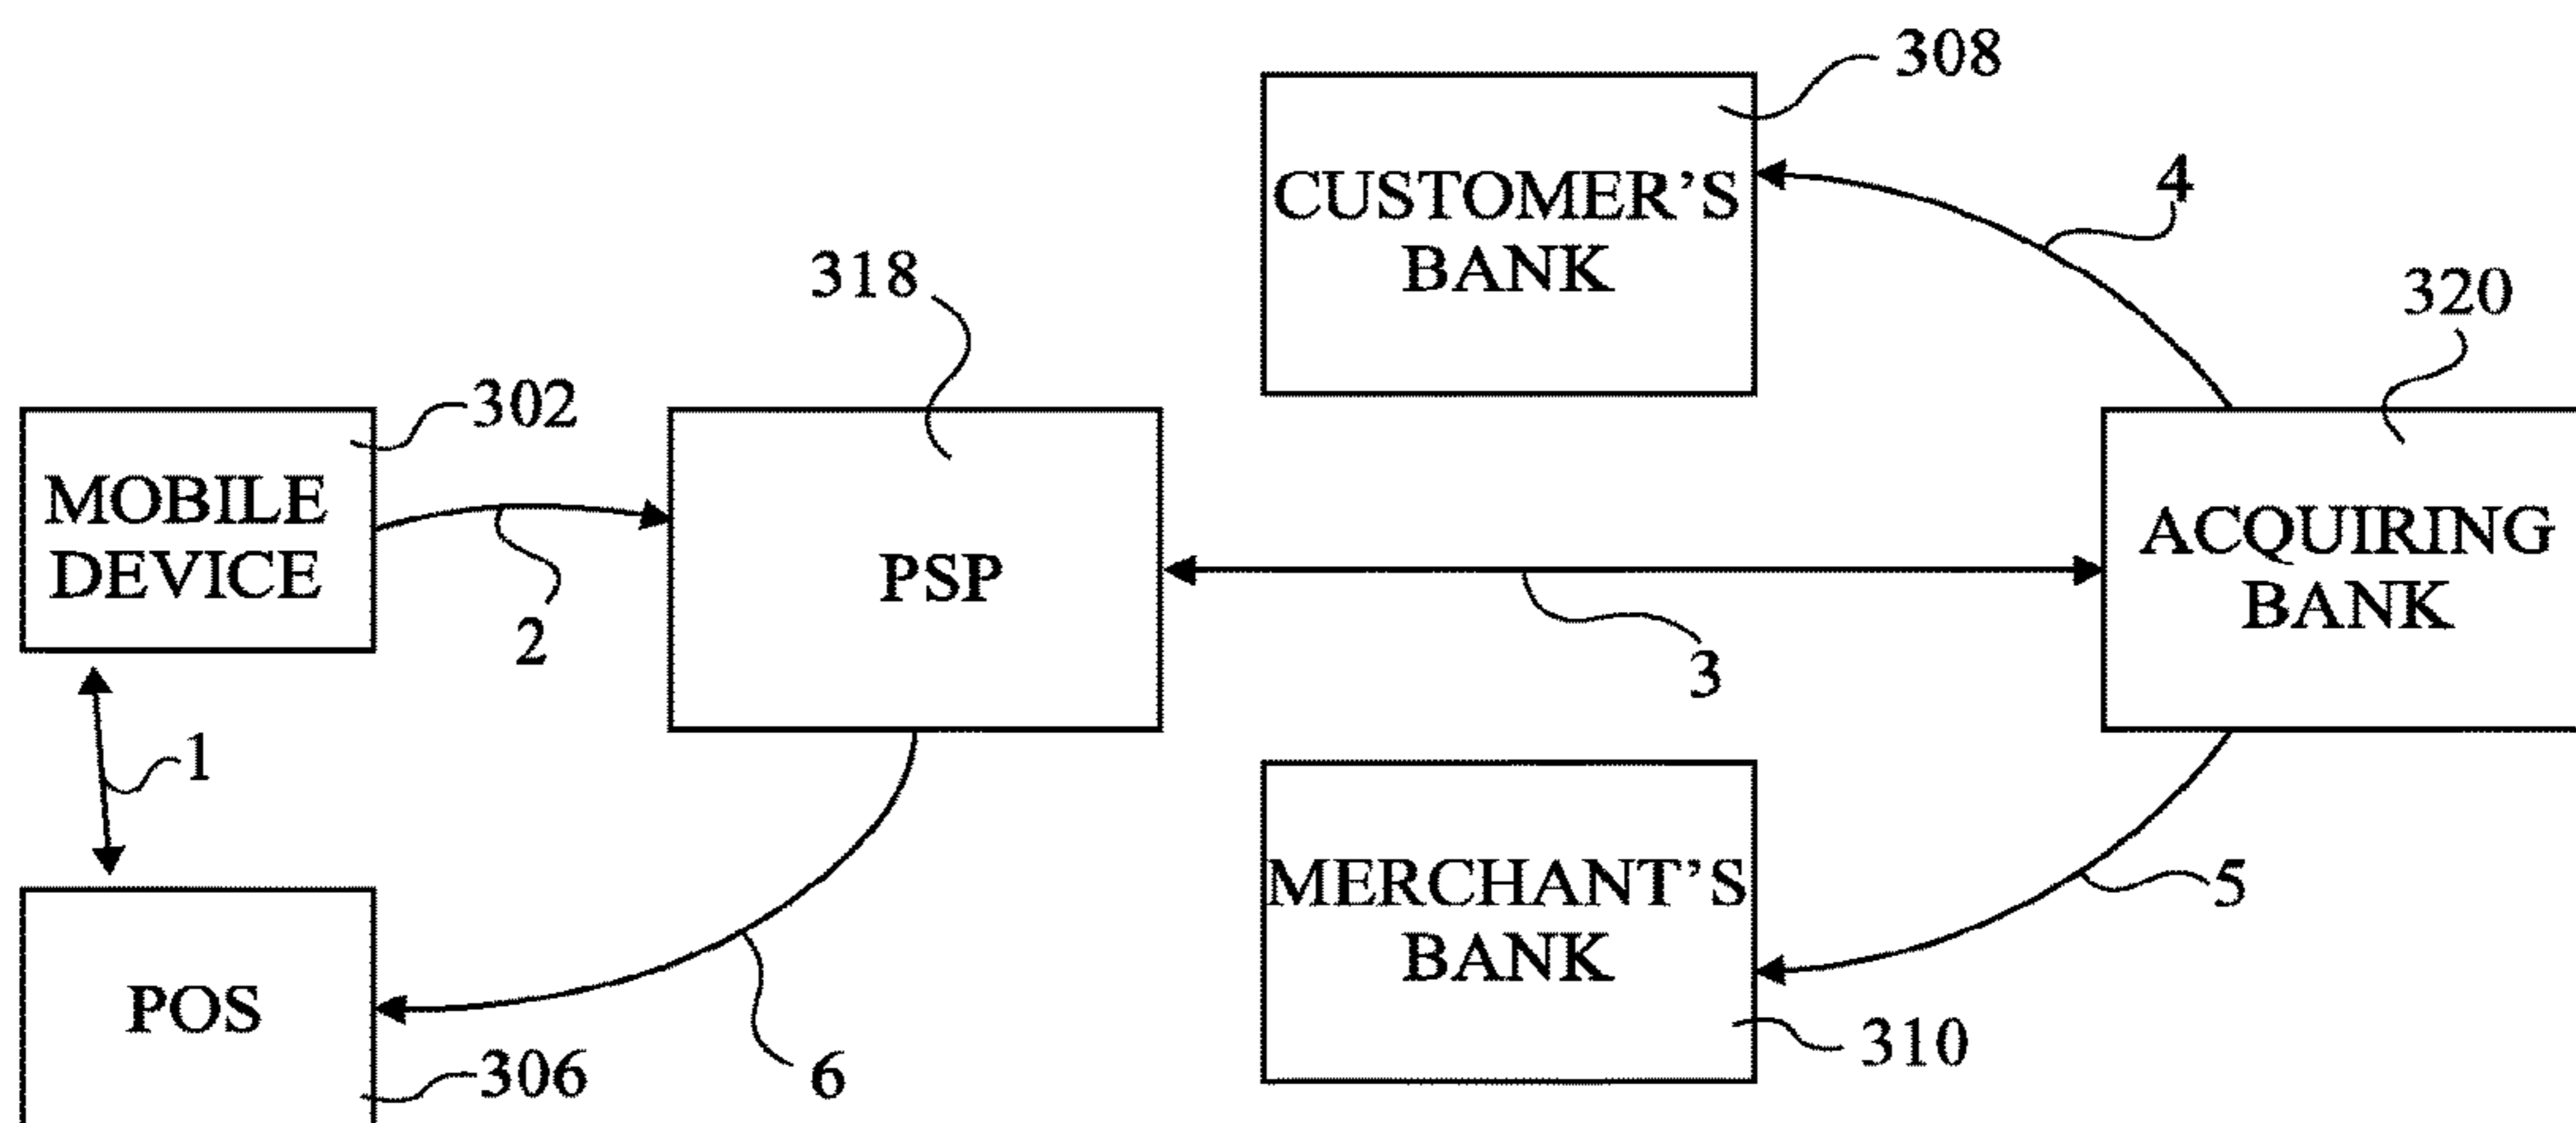 308
CUSTOMER’S
BANK
4
318
320
302
MOBILE
DEVICE
2
PSP
3
ACQUIRING
BANK
1
MERCHANT’S
BANK
5
POS
306
6
310